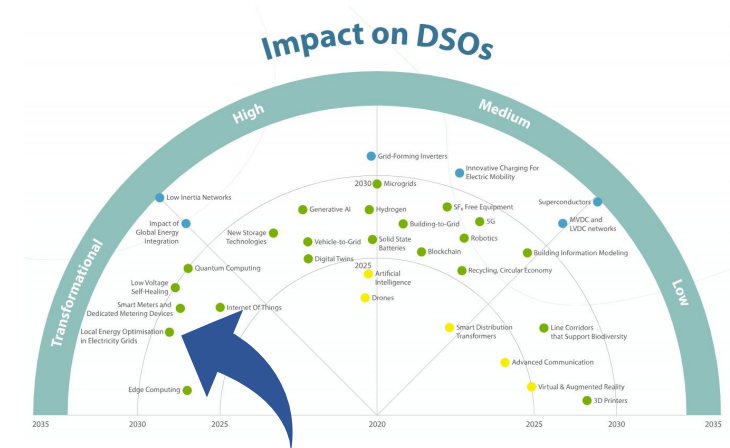 Impact on DSOs
High
Medium
Transformational
Low
Grid-Forming Inverters
Innovative Charging For
Electric Mobility
2030
Microgrids
Low Inertia Networks
Superconductors
Generative AI
Hydrogen
SF6 Free Equipment
Impact of
Global Energy
Integration
Building-to-Grid
5G
MVDC and
LVDC networks
New Storage
Technologies
Vehicle-to-Grid
Solid State
Batteries
Robotics
Blockchain
Building Information Modeling
Digital Twins
2025
Quantum Computing
Artificial
Intelligence
Recycling, Circular Economy
Low Voltage
Self-Healing
Drones
Smart Meters and
Dedicated Metering Devices
Internet Of Things
Local Energy Optimisation
in Electricity Grids
Smart Distribution
Transformers
Line Corridors
that Support Biodiversity
Advanced Communication
Edge Computing
Virtual & Augmented Reality
3D Printers
2035
2030
2025
2020
2025
2030
2035